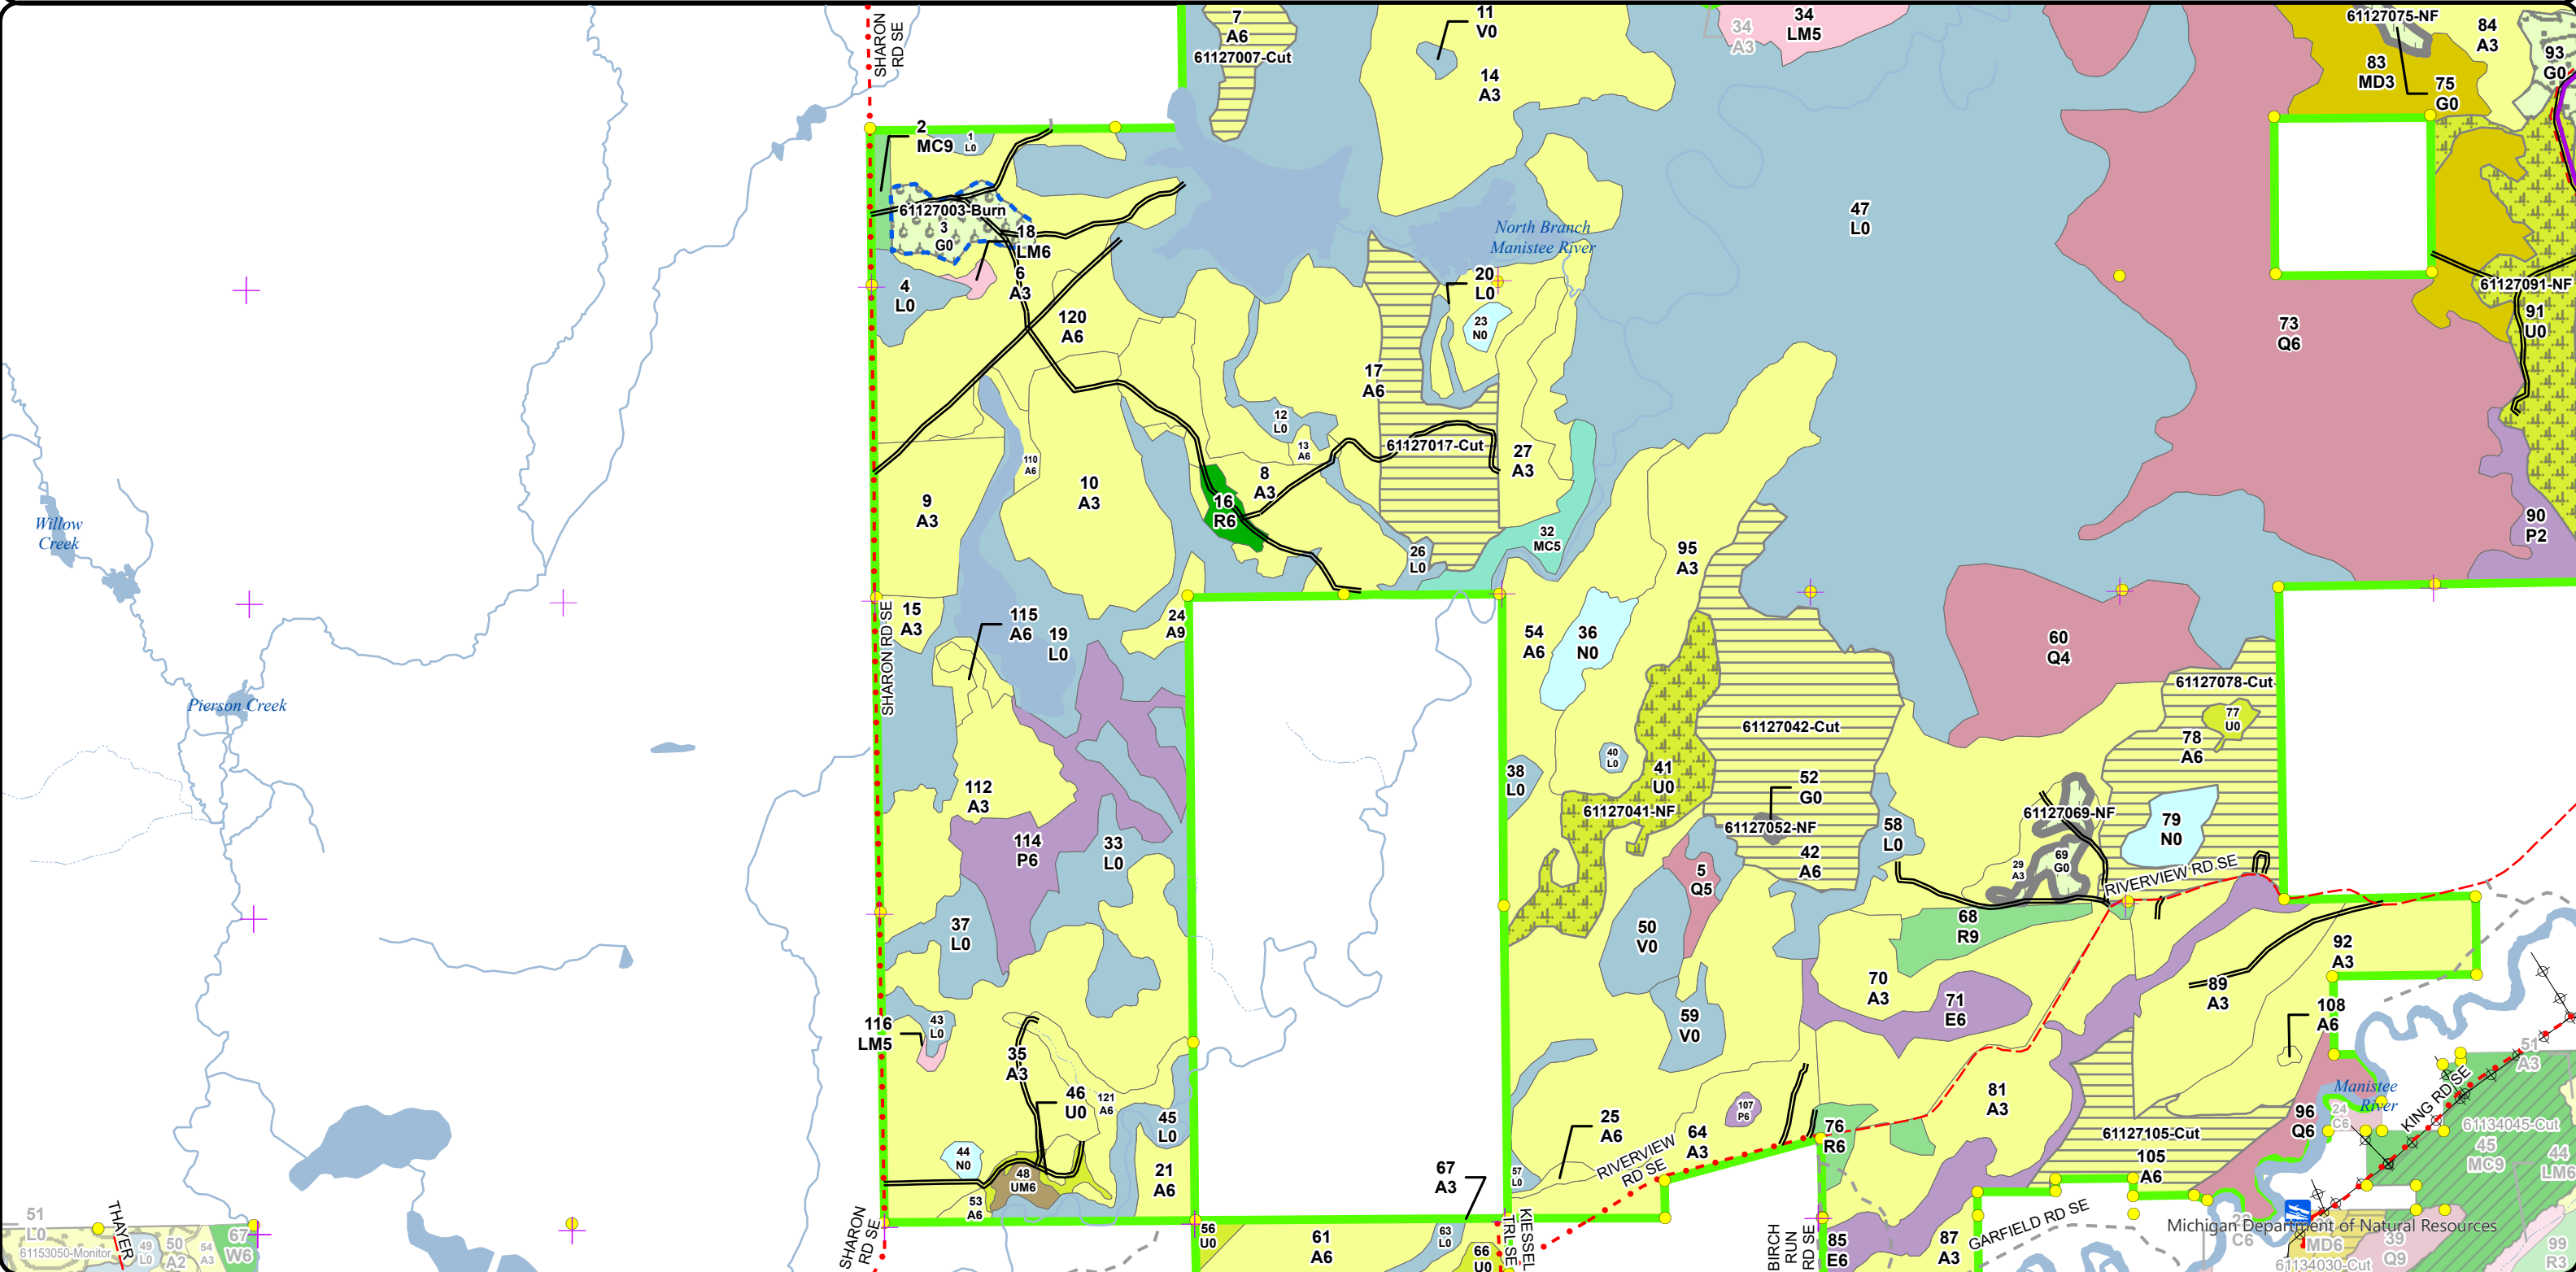 SHARON
RD SE
7
A6
61127007-Cut
11
V0
14
A3
34
A3
34
LM5
61127075-NF
84
A3
83
MD3
75
G0
93
G0
2
MC9
1
L0
61127003-Burn
3
G0
18
LM6
4
L0
6
A3
120
A6
North Branch
Manistee River
20
L0
23
N0
47
L0
61127091-NF
91
U0
73
Q6
17
A6
12
L0
13
A6
61127017-Cut
27
A3
110
A6
9
A3
10
A3
8
A3
16
R6
26
L0
32
MC5
95
A3
90
P2
Willow
Creek
15
A3
SHARON RD SE
115
A6
19
L0
24
A9
54
A6
36
N0
60
Q4
61127078-Cut
77
U0
78
A6
Pierson Creek
61127042-Cut
40
L0
41
U0
38
L0
52
G0
61127041-NF
61127052-NF
42
A6
58
L0
61127069-NF
79
N0
69
G0
29
A3
RIVERVIEW RD SE
112
A3
114
P6
33
L0
5
Q5
50
V0
37
L0
68
R9
70
A3
71
E6
92
A3
89
A3
108
A6
59
V0
116
LM5
43
L0
35
A3
46
U0
121
A6
45
L0
81
A3
51
A3
Manistee
River
KING RD SE
96
Q6
24
C6
61134045-Cut
45
MC9
44
LM6
107
P6
25
A6
64
A3
RIVERVIEW
RD SE
76
R6
61127105-Cut
105
A6
44
N0
48
UM6
53
A6
21
A6
67
A3
57
L0
51
L0
61153050-Monitor
THAYER
49
L0
50
A2
54
A3
67
W6
SHARON
RD SE
56
U0
61
A6
63
L0
66
U0
KIESSEL
TRL SE
BIRCH
RUN
RD SE
85
E6
87
A3
GARFIELD RD SE
Michigan Department of Natural Resources
C6
MD6
61134030-Cut
39
Q9
99
R3